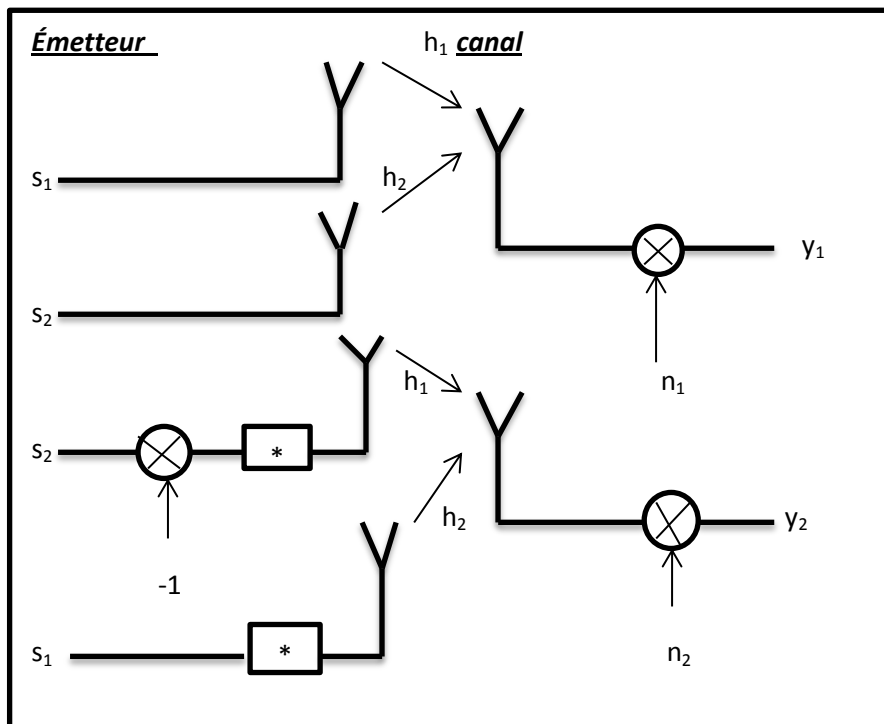 Émetteur
h₁ canal
s₁
h₂
y₁
s₂
h₁
n₁
s₂
*
h₂
y₂
-1
s₁
*
n₂